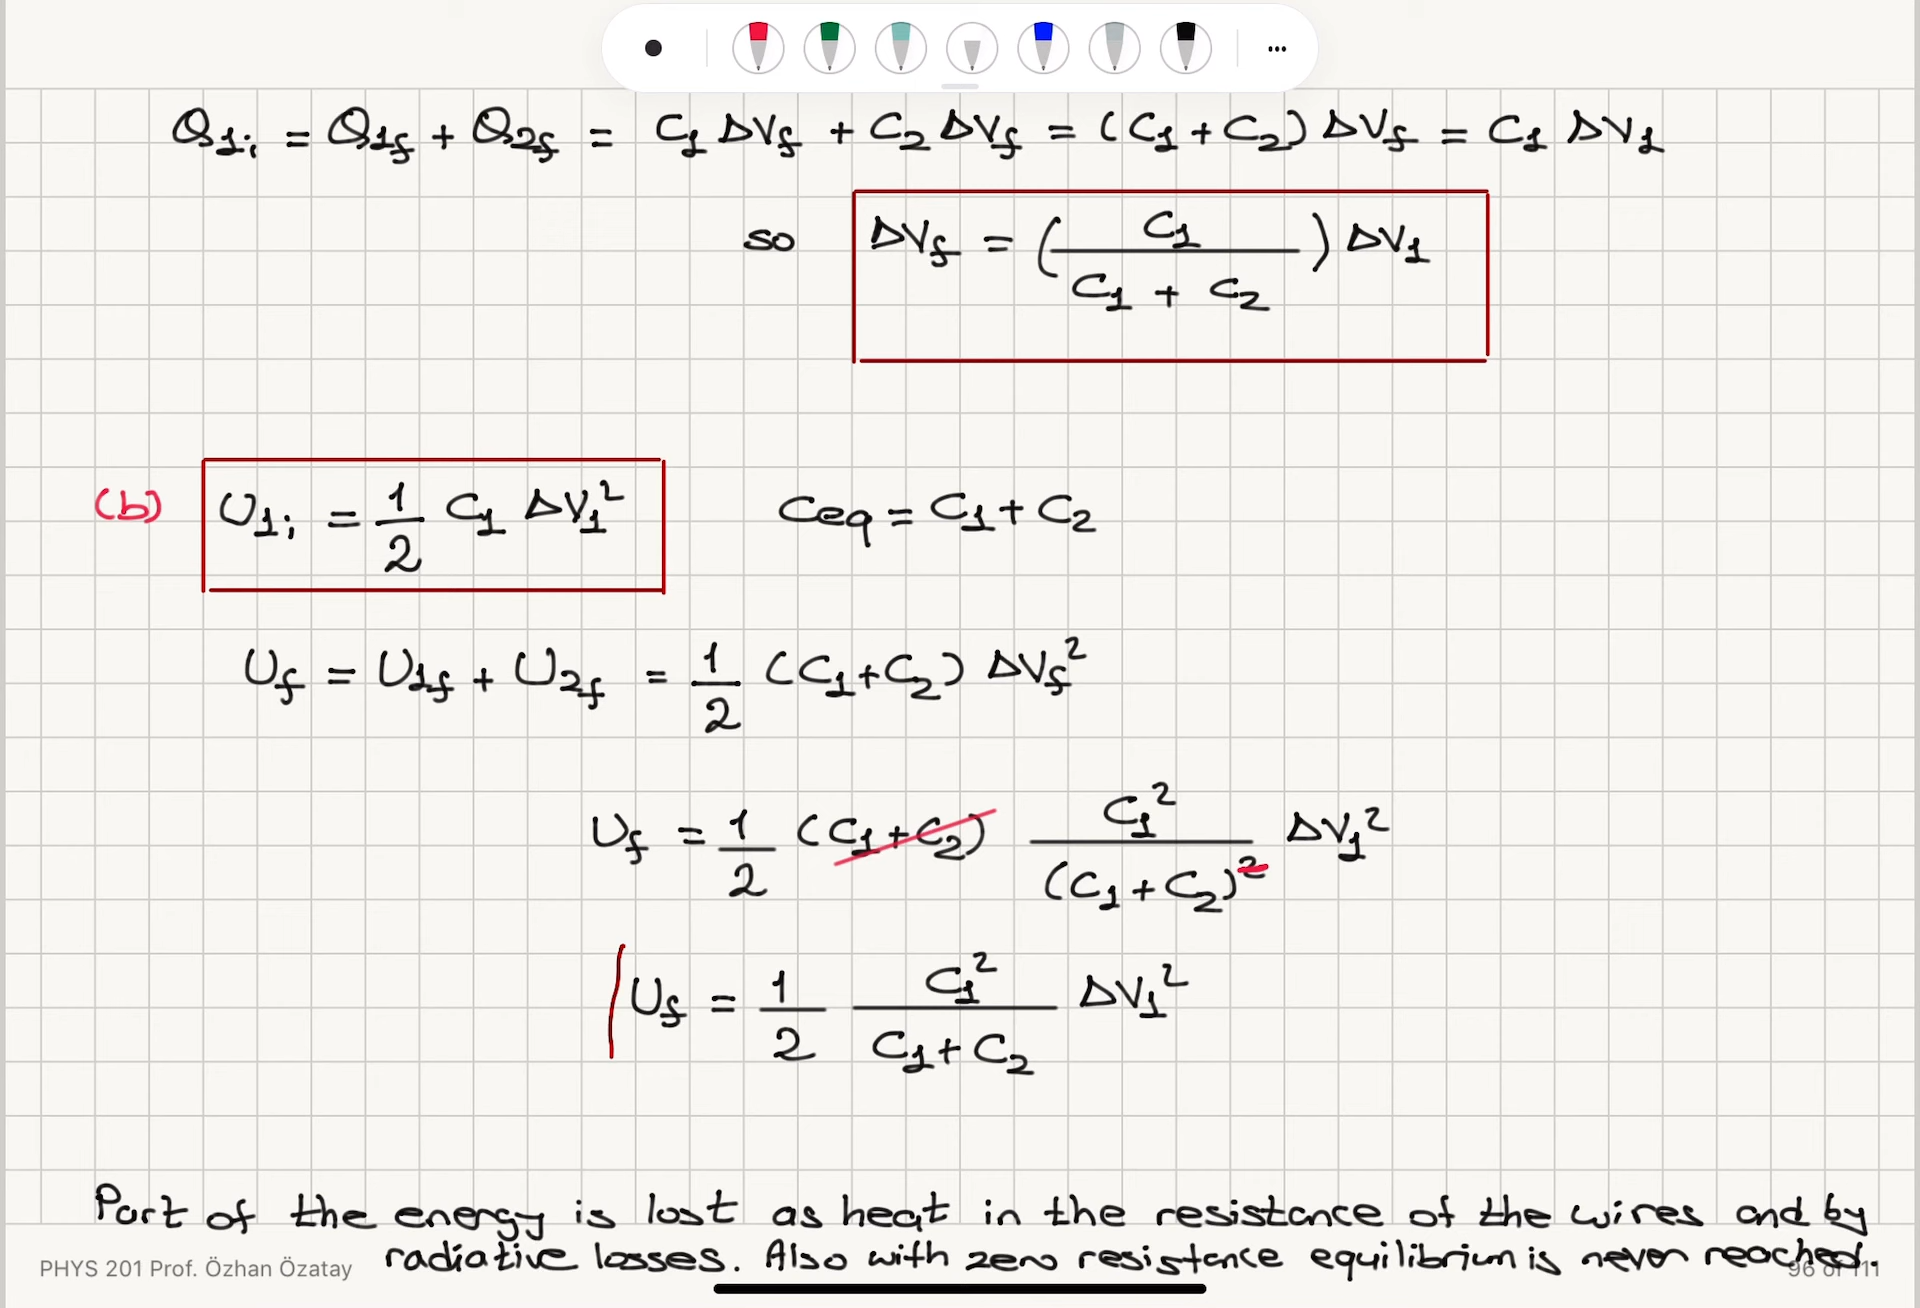 Q1i = Q1f + Q2f = C1 ΔVf + C2 ΔVf = (C1 + C2) ΔVf = C1 ΔV1
so ΔVf = (C1 / (C1 + C2)) ΔV1
(b) U1i = 1/2 C1 ΔV1² Ceq = C1 + C2
Uf = U1f + U2f = 1/2 (C1+C2) ΔVf²
Uf = 1/2 (C1+C2) C1² / (C1+C2)² ΔV1²
Uf = 1/2 C1² / (C1+C2) ΔV1²
Part of the energy is lost as heat in the resistance of the wires and by
radiative losses. Also with zero resistance equilibrium is never reached.
PHYS 201 Prof. Özhan Özatay
96 of 111